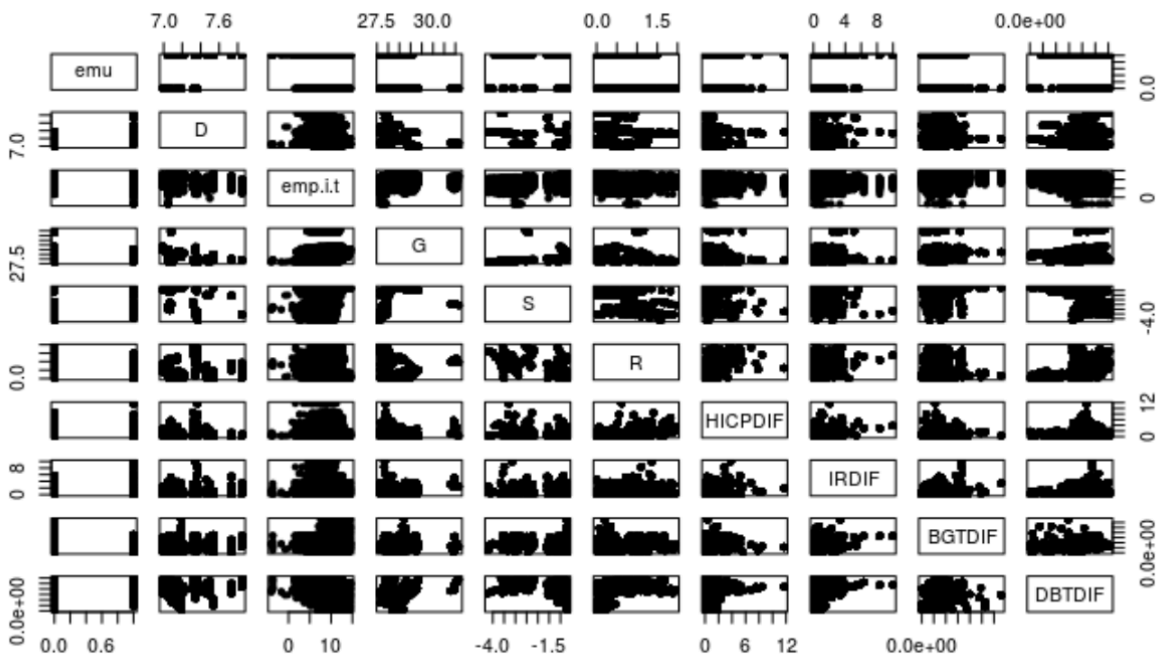 7.0 7.6 27.5 30.0 0.0 1.5 0 4 8 0.0e+00
emu 0.0
7.0 D
emp.i.t 0
27.5 G
S -4.0
0.0 R
HICPDIF 0 12
0 8 IRDIF
BGTDIF 0.0e+00
0.0e+00 DBTDIF
0.0 0.6 0 10 -4.0 -1.5 0 6 12 0.0e+00